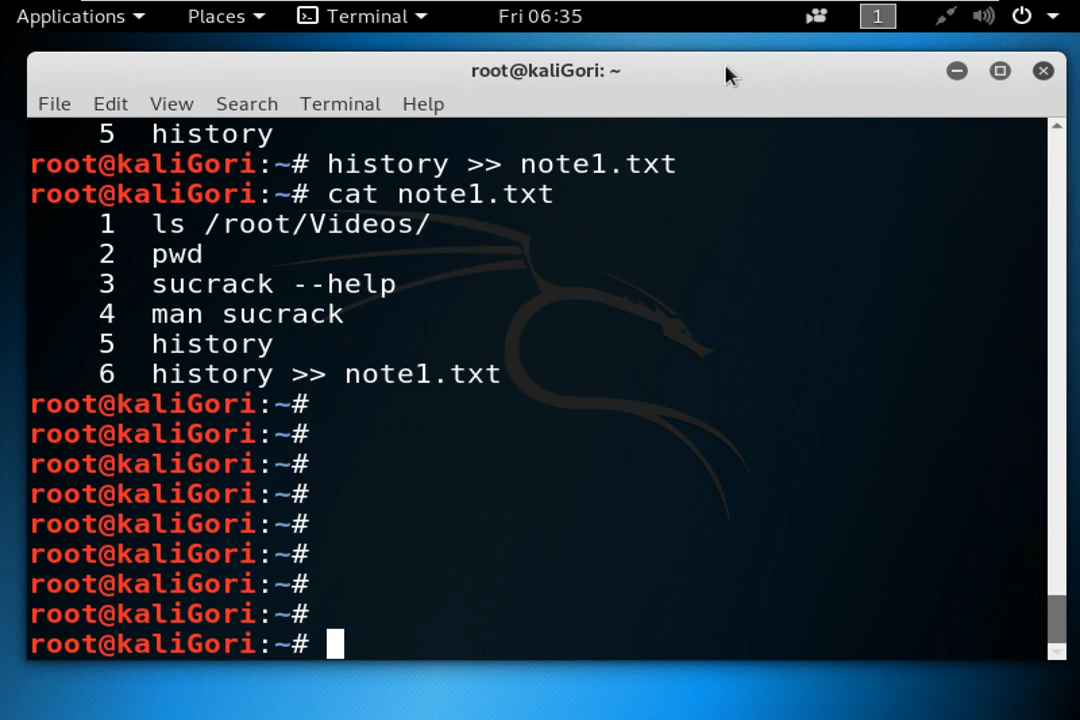 Applications Places Terminal Fri 06:35 1
root@kaliGori: ~
File Edit View Search Terminal Help
5 history
root@kaliGori:~# history >> note1.txt
root@kaliGori:~# cat note1.txt
1 ls /root/Videos/
2 pwd
3 sucrack --help
4 man sucrack
5 history
6 history >> note1.txt
root@kaliGori:~#
root@kaliGori:~#
root@kaliGori:~#
root@kaliGori:~#
root@kaliGori:~#
root@kaliGori:~#
root@kaliGori:~#
root@kaliGori:~#
root@kaliGori:~#